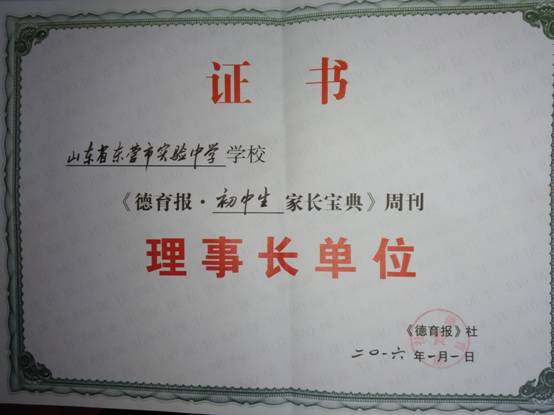 证书
山东省东营市实验中学学校
《德育报·初中生家长宝典》周刊
理事长单位
《德育报》社
二〇一六年一月一日